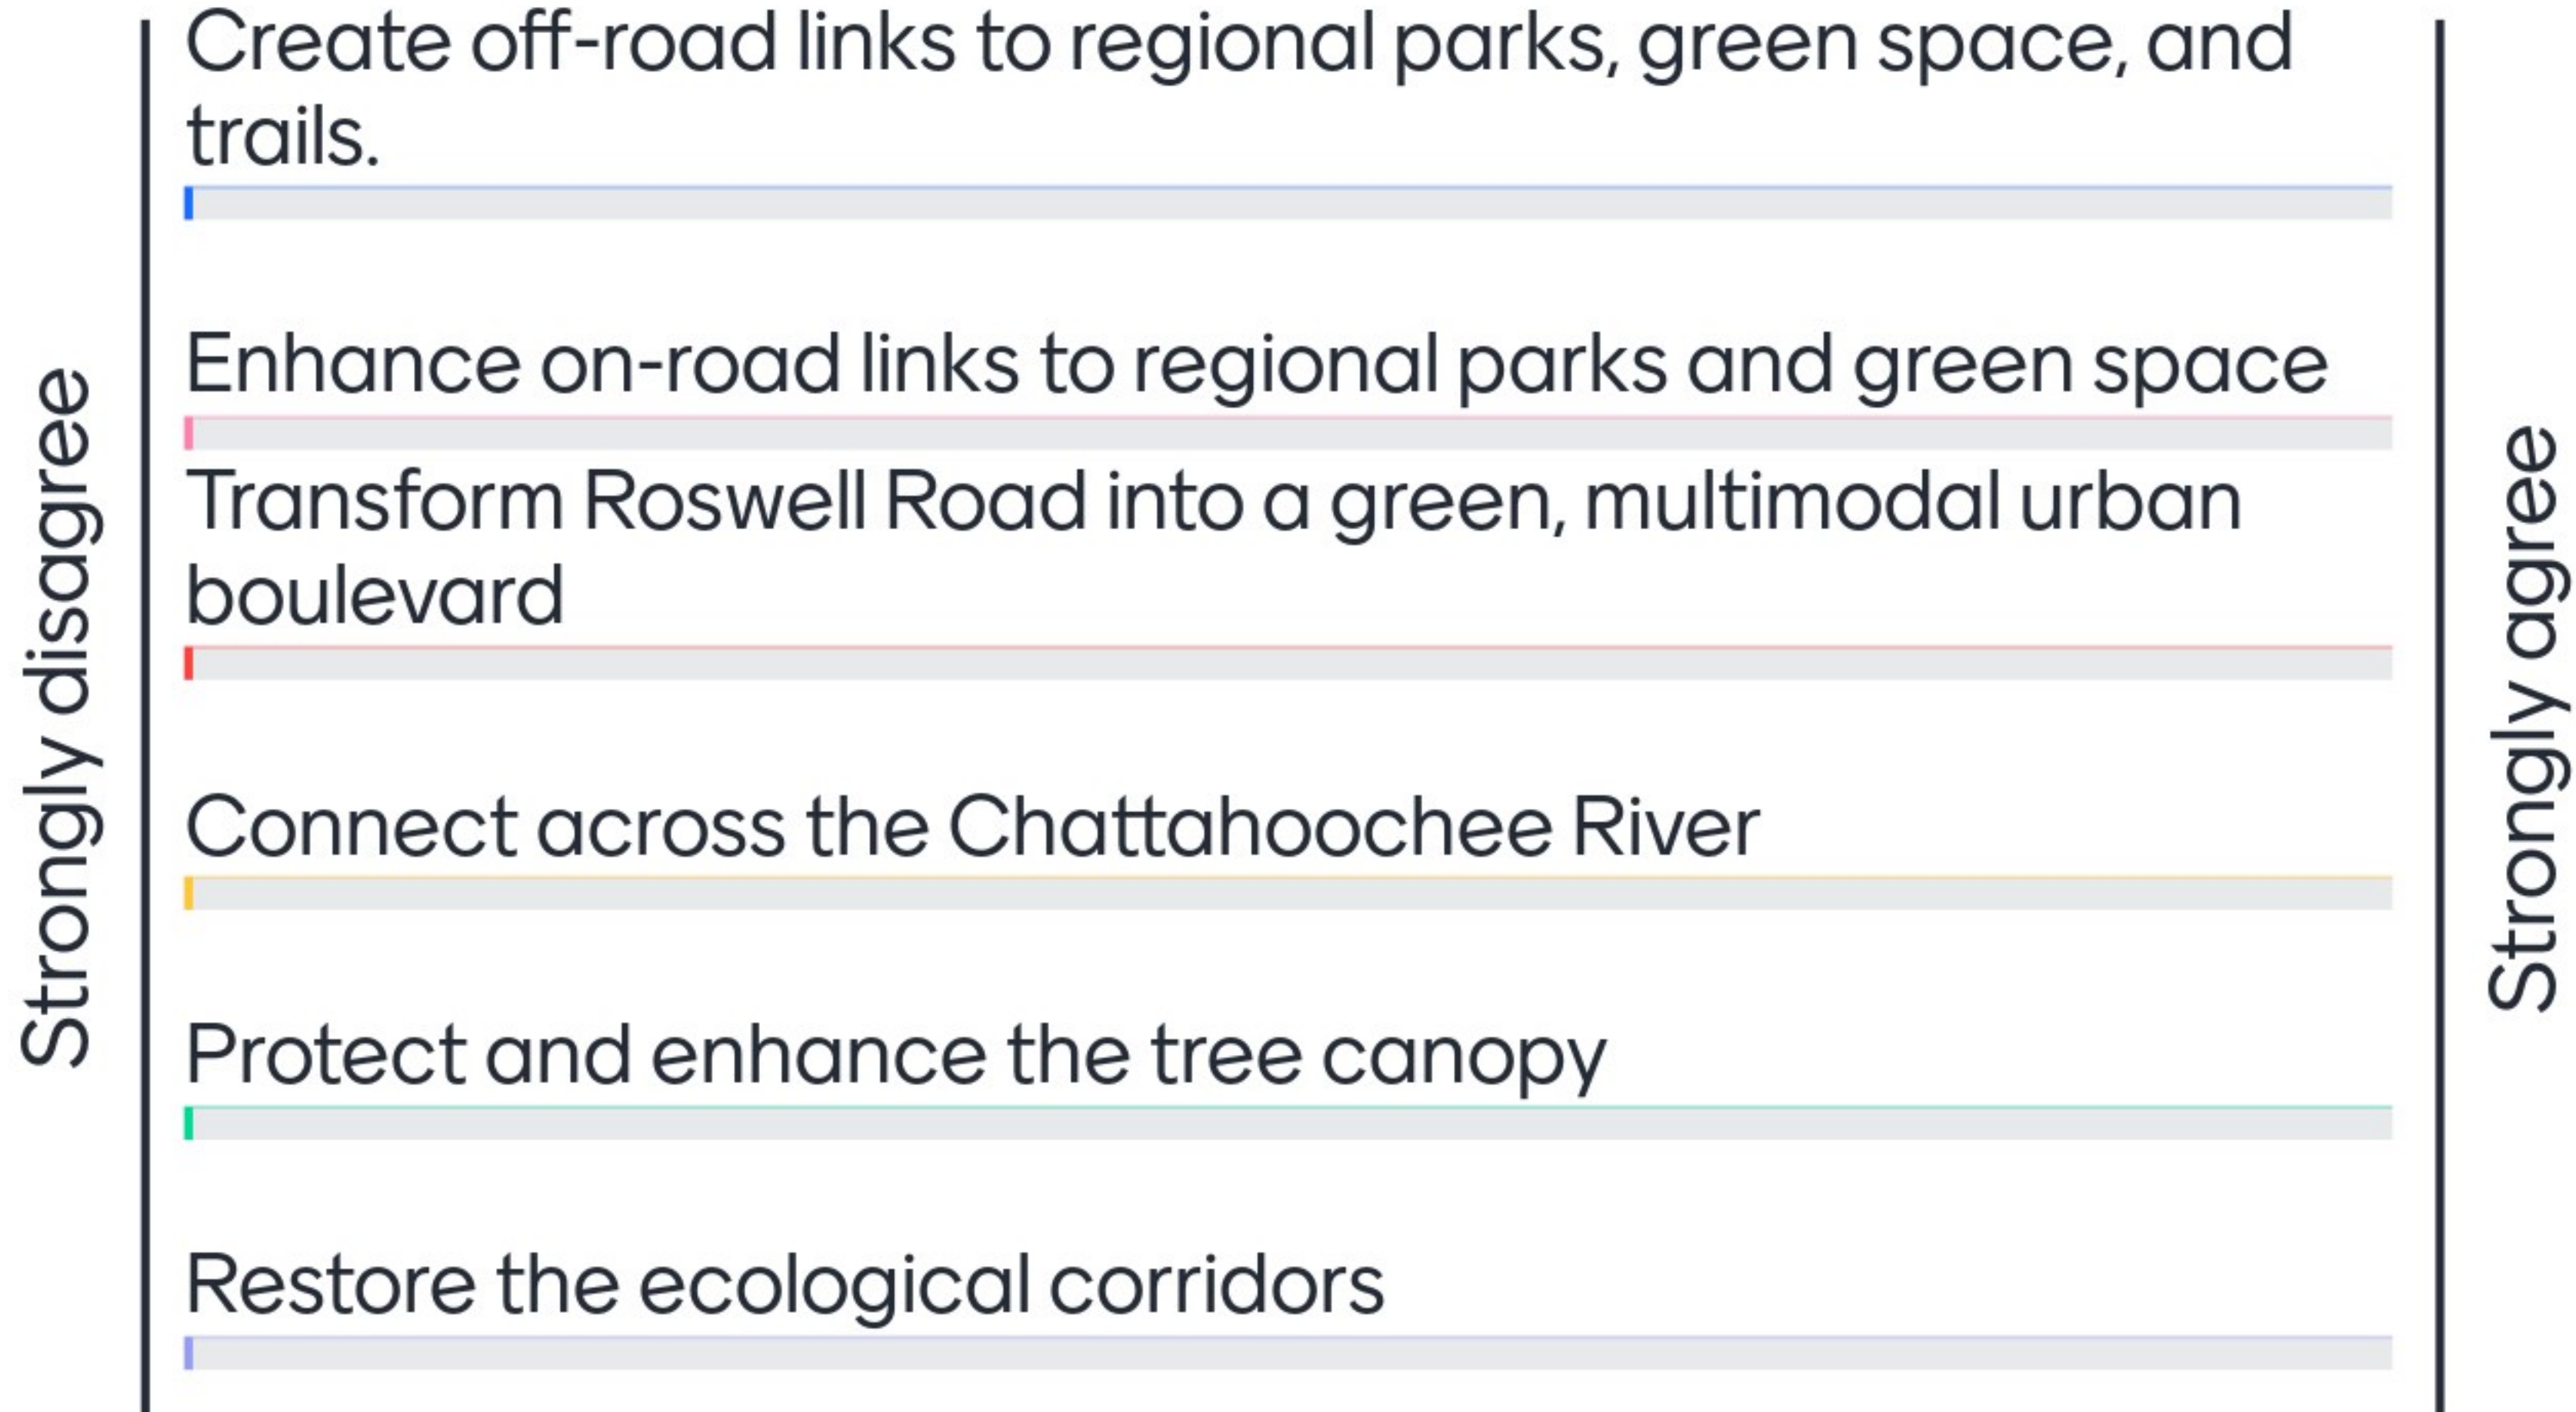 Strongly disagree
Create off-road links to regional parks, green space, and
trails.
Enhance on-road links to regional parks and green space
Transform Roswell Road into a green, multimodal urban
boulevard
Connect across the Chattahoochee River
Protect and enhance the tree canopy
Restore the ecological corridors
Strongly agree